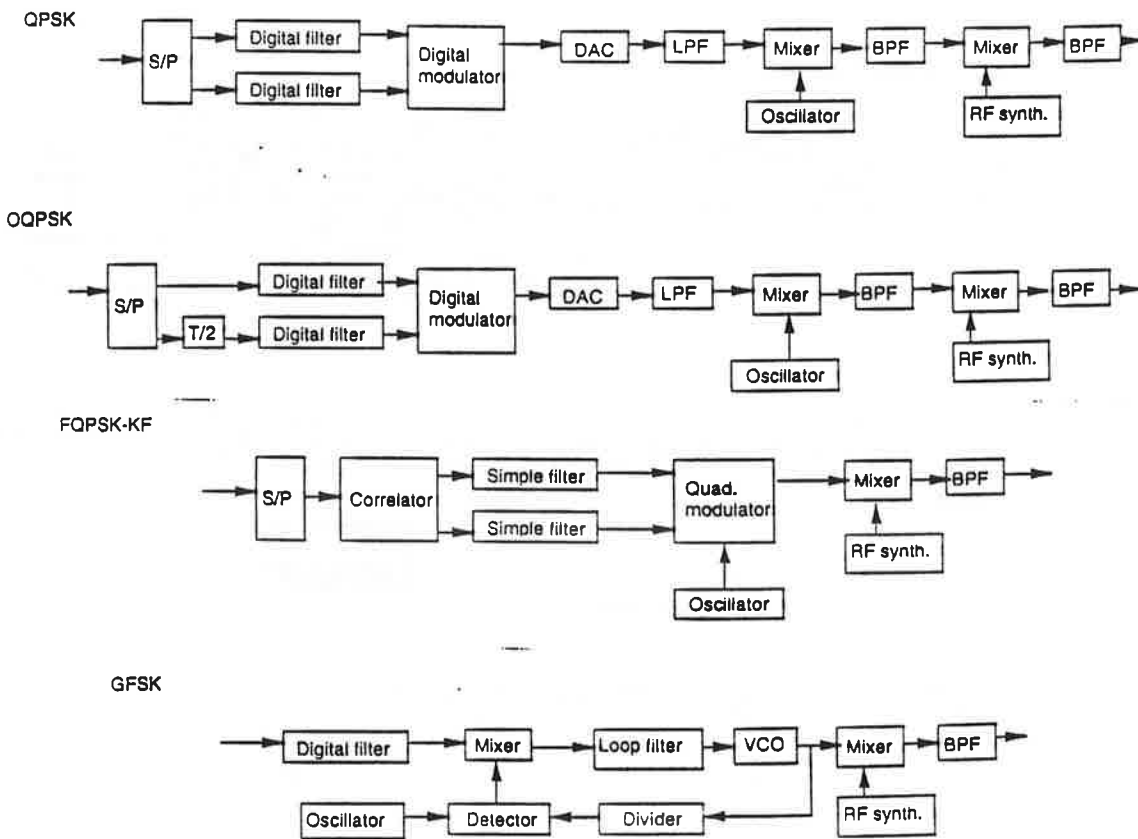 QPSK
S/P
Digital filter
Digital filter
Digital modulator
DAC
LPF
Mixer
BPF
Mixer
BPF
Oscillator
RF synth.
OQPSK
S/P
T/2
Digital filter
Digital filter
Digital modulator
DAC
LPF
Mixer
BPF
Mixer
BPF
Oscillator
RF synth.
FQPSK-KF
S/P
Correlator
Simple filter
Simple filter
Quad. modulator
Mixer
BPF
RF synth.
Oscillator
GFSK
Digital filter
Mixer
Loop filter
VCO
Mixer
BPF
Oscillator
Detector
Divider
RF synth.